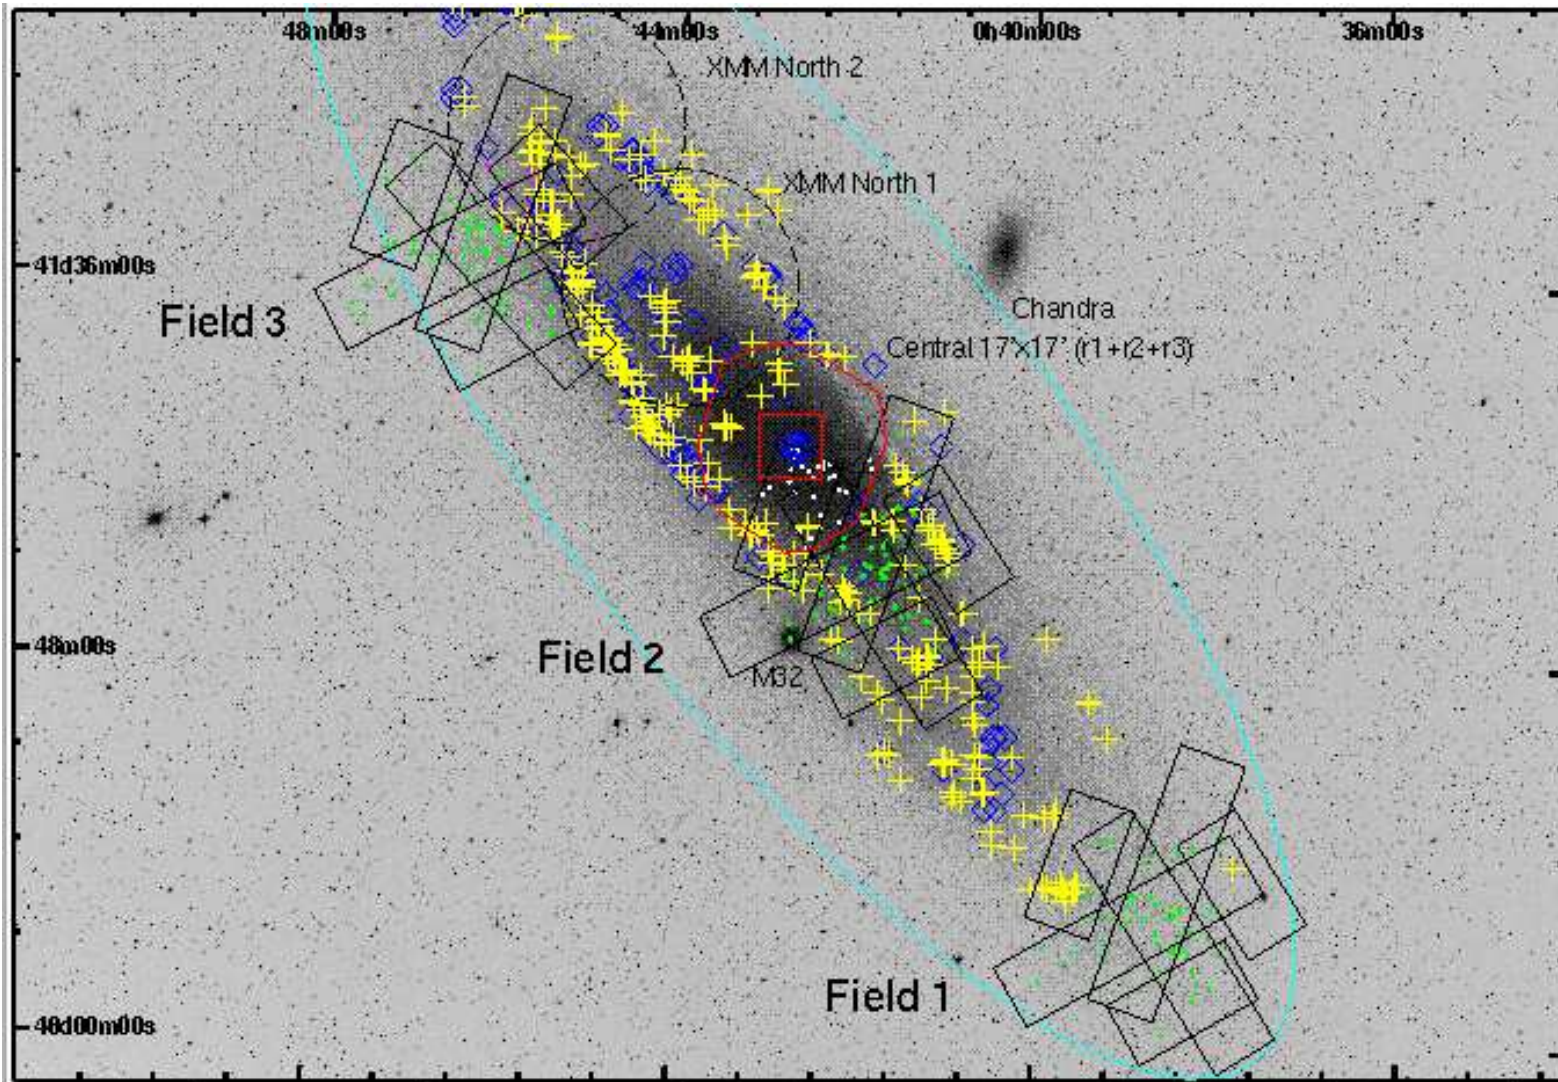 48m00s 44m00s 0h40m00s 36m00s
XMM North 2
XMM North 1
41d36m00s
Chandra
Field 3
Central 17'×17' (r1+r2+r3)
48m00s
Field 2
M32
Field 1
40d00m00s